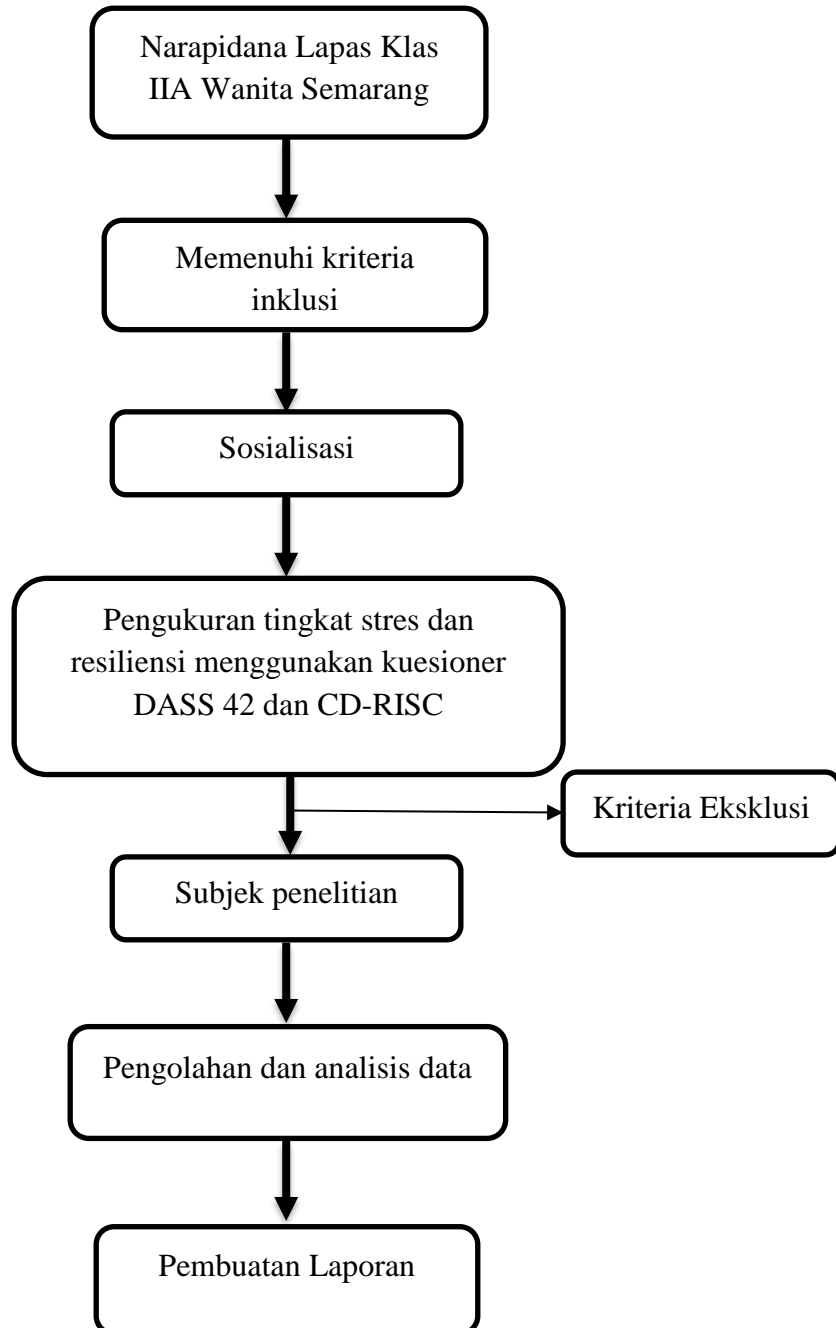 Narapidana Lapas Klas
IIA Wanita Semarang
Memenuhi kriteria
inklusi
Sosialisasi
Pengukuran tingkat stres dan
resiliensi menggunakan kuesioner
DASS 42 dan CD-RISC
Kriteria Eksklusi
Subjek penelitian
Pengolahan dan analisis data
Pembuatan Laporan